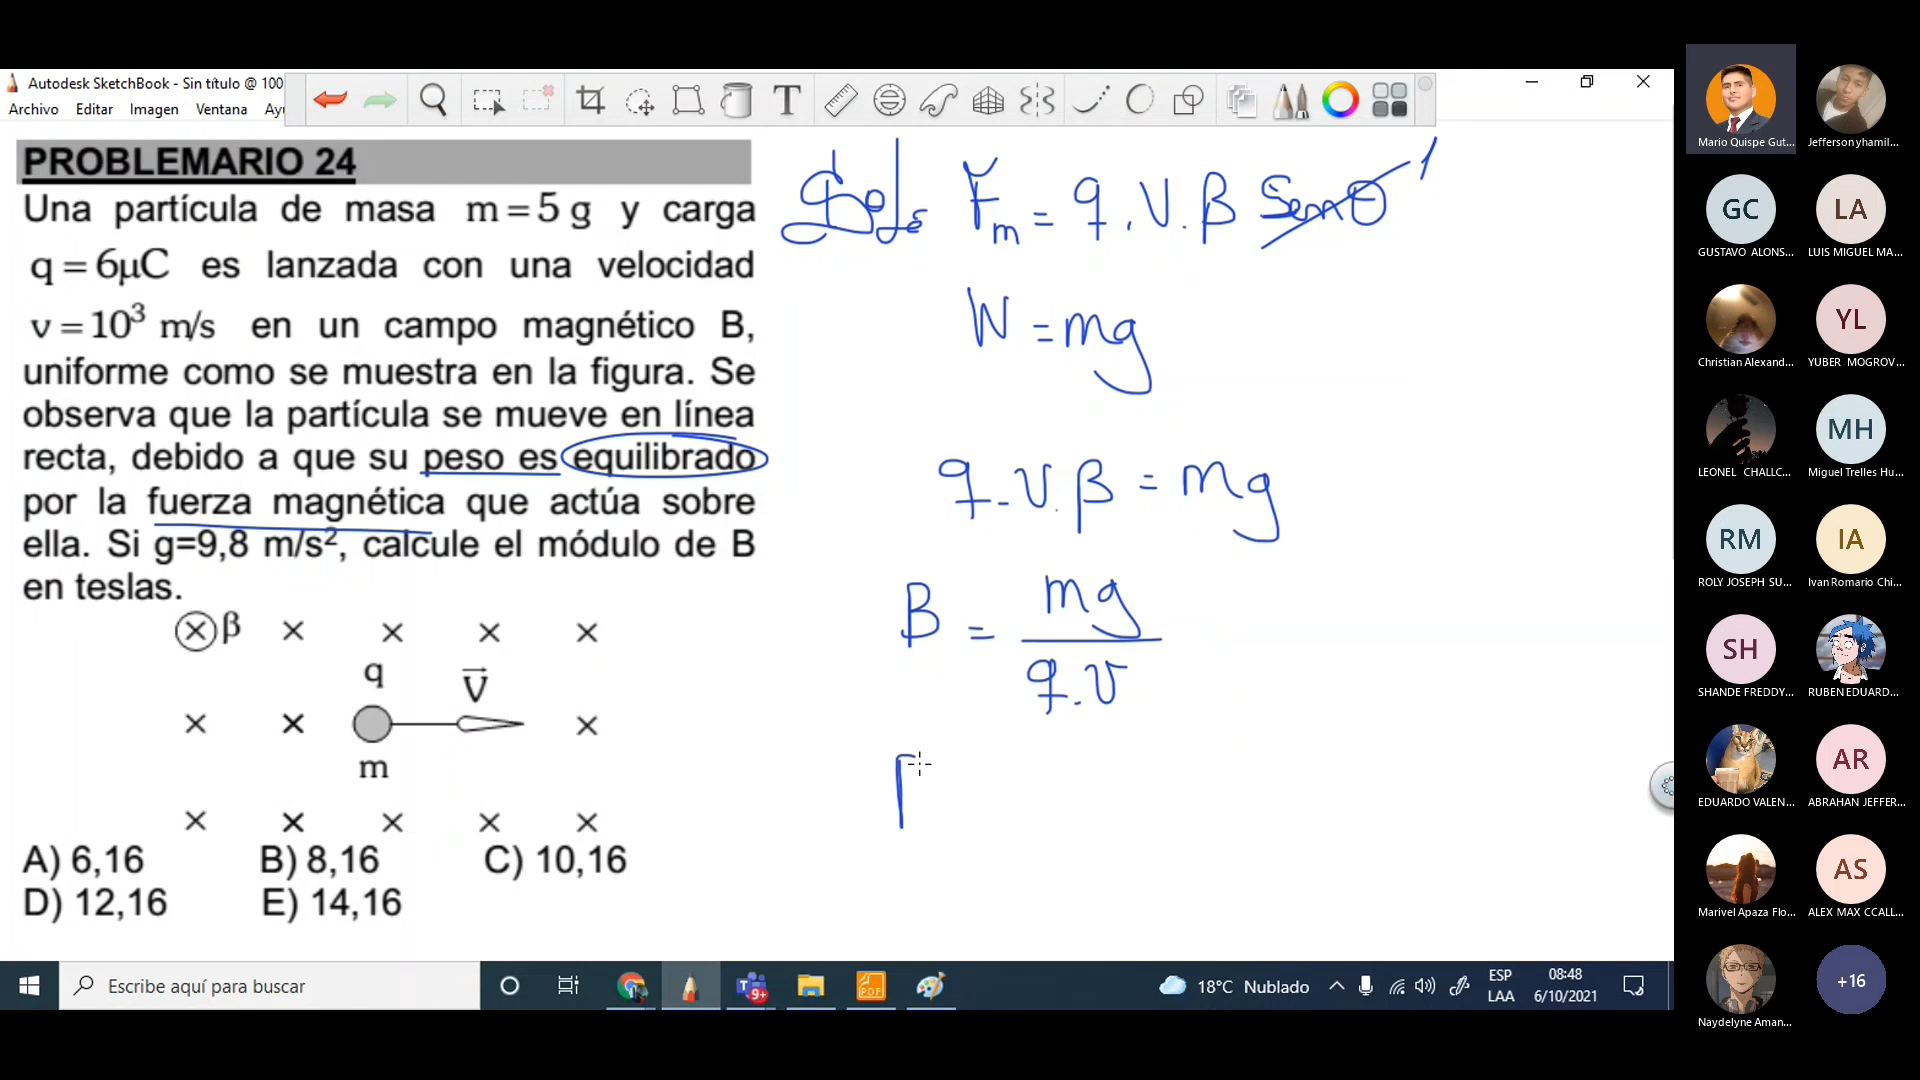 Autodesk SketchBook - Sin título @ 100
Archivo Editar Imagen Ventana Ayu
T
PROBLEMARIO 24
Una partícula de masa m = 5 g y carga
q = 6μC es lanzada con una velocidad
v = 10³ m/s en un campo magnético B,
uniforme como se muestra en la figura. Se
observa que la partícula se mueve en línea
recta, debido a que su peso es equilibrado
por la fuerza magnética que actúa sobre
ella. Si g=9,8 m/s², calcule el módulo de B
en teslas.
β
q
V
m
A) 6,16 B) 8,16 C) 10,16
D) 12,16 E) 14,16
Fm = q . V . β Senθ 1
W = mg
q . v . β = mg
B = mg
q . v
Mario Quispe Gut...
Jeffersonyhamil...
GC
GUSTAVO ALONS...
LA
LUIS MIGUEL MA...
Christian Alexand...
YL
YUBER MOGROV...
LEONEL CHALLC...
MH
Miguel Trelles Hu...
RM
ROLY JOSEPH SU...
IA
Ivan Romario Chi...
SH
SHANDE FREDDY...
RUBEN EDUARD...
EDUARDO VALEN...
AR
ABRAHAN JEFFER...
Marivel Apaza Flo...
AS
ALEX MAX CCALL...
Naydelyne Aman...
+16
Escribe aquí para buscar
9+
PDF
18°C Nublado
ESP
LAA
08:48
6/10/2021